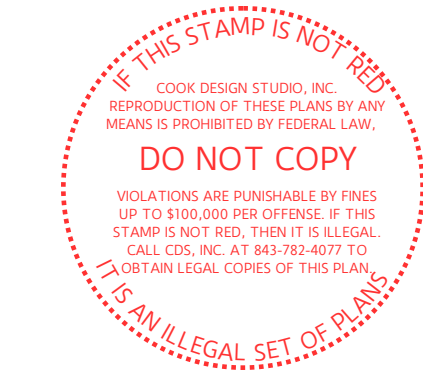 IF THIS STAMP IS NOT RED
COOK DESIGN STUDIO, INC.
REPRODUCTION OF THESE PLANS BY ANY
MEANS IS PROHIBITED BY FEDERAL LAW,
DO NOT COPY
VIOLATIONS ARE PUNISHABLE BY FINES
UP TO $100,000 PER OFFENSE. IF THIS
STAMP IS NOT RED, THEN IT IS ILLEGAL.
CALL CDS, INC. AT 843-782-4077 TO
OBTAIN LEGAL COPIES OF THIS PLAN.
IT IS AN ILLEGAL SET OF PLANS